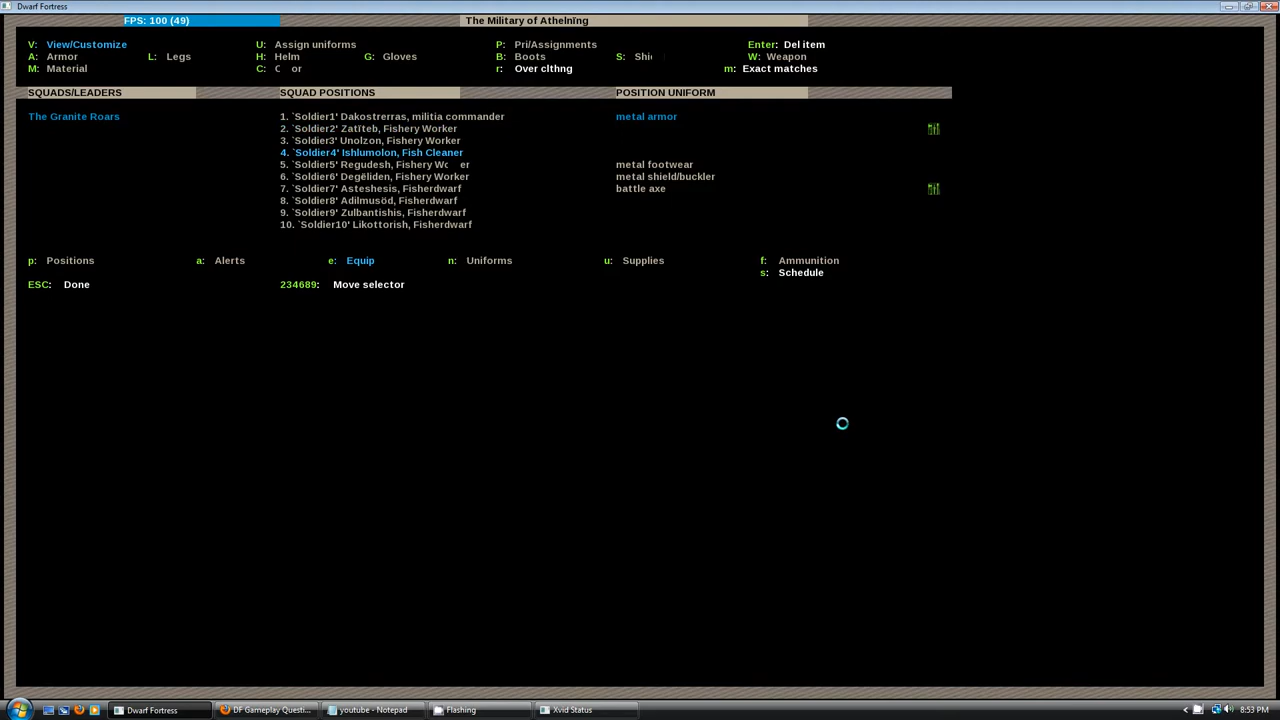 Dwarf Fortress
FPS: 100 (49) The Military of Athelnïng
V: View/Customize U: Assign uniforms P: Pri/Assignments Enter: Del item
A: Armor L: Legs H: Helm G: Gloves B: Boots S: W: Weapon
M: Material C: r: Over clthng m: Exact matches
SQUADS/LEADERS SQUAD POSITIONS POSITION UNIFORM
The Granite Roars 1. `Soldier1' Dakostrerras, militia commander metal armor
2. `Soldier2' Zatïteb, Fishery Worker
3. `Soldier3' Unolzon, Fishery Worker
4. `Soldier4' Ishlumolon, Fish Cleaner
5. `Soldier5' Regudesh, Fishery metal footwear
6. `Soldier6' Degëliden, Fishery Worker metal shield/buckler
7. `Soldier7' Asteshesis, Fisherdwarf battle axe
8. `Soldier8' Adilmusöd, Fisherdwarf
9. `Soldier9' Zulbantishis, Fisherdwarf
10. `Soldier10' Likottorish, Fisherdwarf
p: Positions a: Alerts e: Equip n: Uniforms u: Supplies f: Ammunition
s: Schedule
ESC: Done 234689: Move selector
Dwarf Fortress DF Gameplay Questi... youtube - Notepad Flashing Xvid Status 8:53 PM